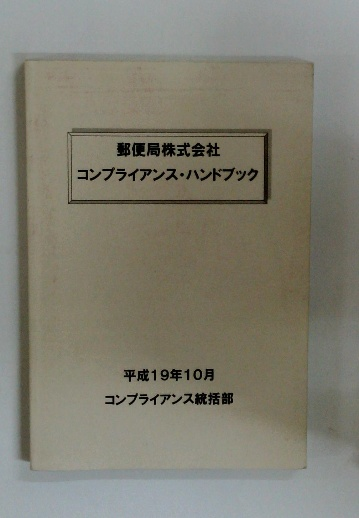 郵便局株式会社
コンプライアンス・ハンドブック
平成19年10月
コンプライアンス統括部